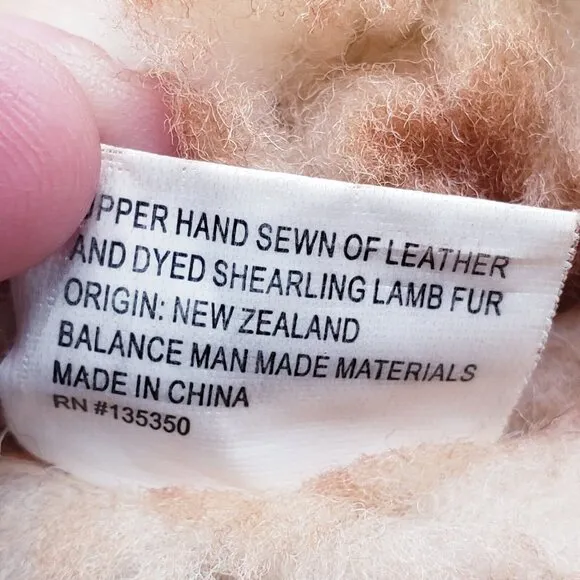 UPPER HAND SEWN OF LEATHER
AND DYED SHEARLING LAMB FUR
ORIGIN: NEW ZEALAND
BALANCE MAN MADE MATERIALS
MADE IN CHINA
RN #135350